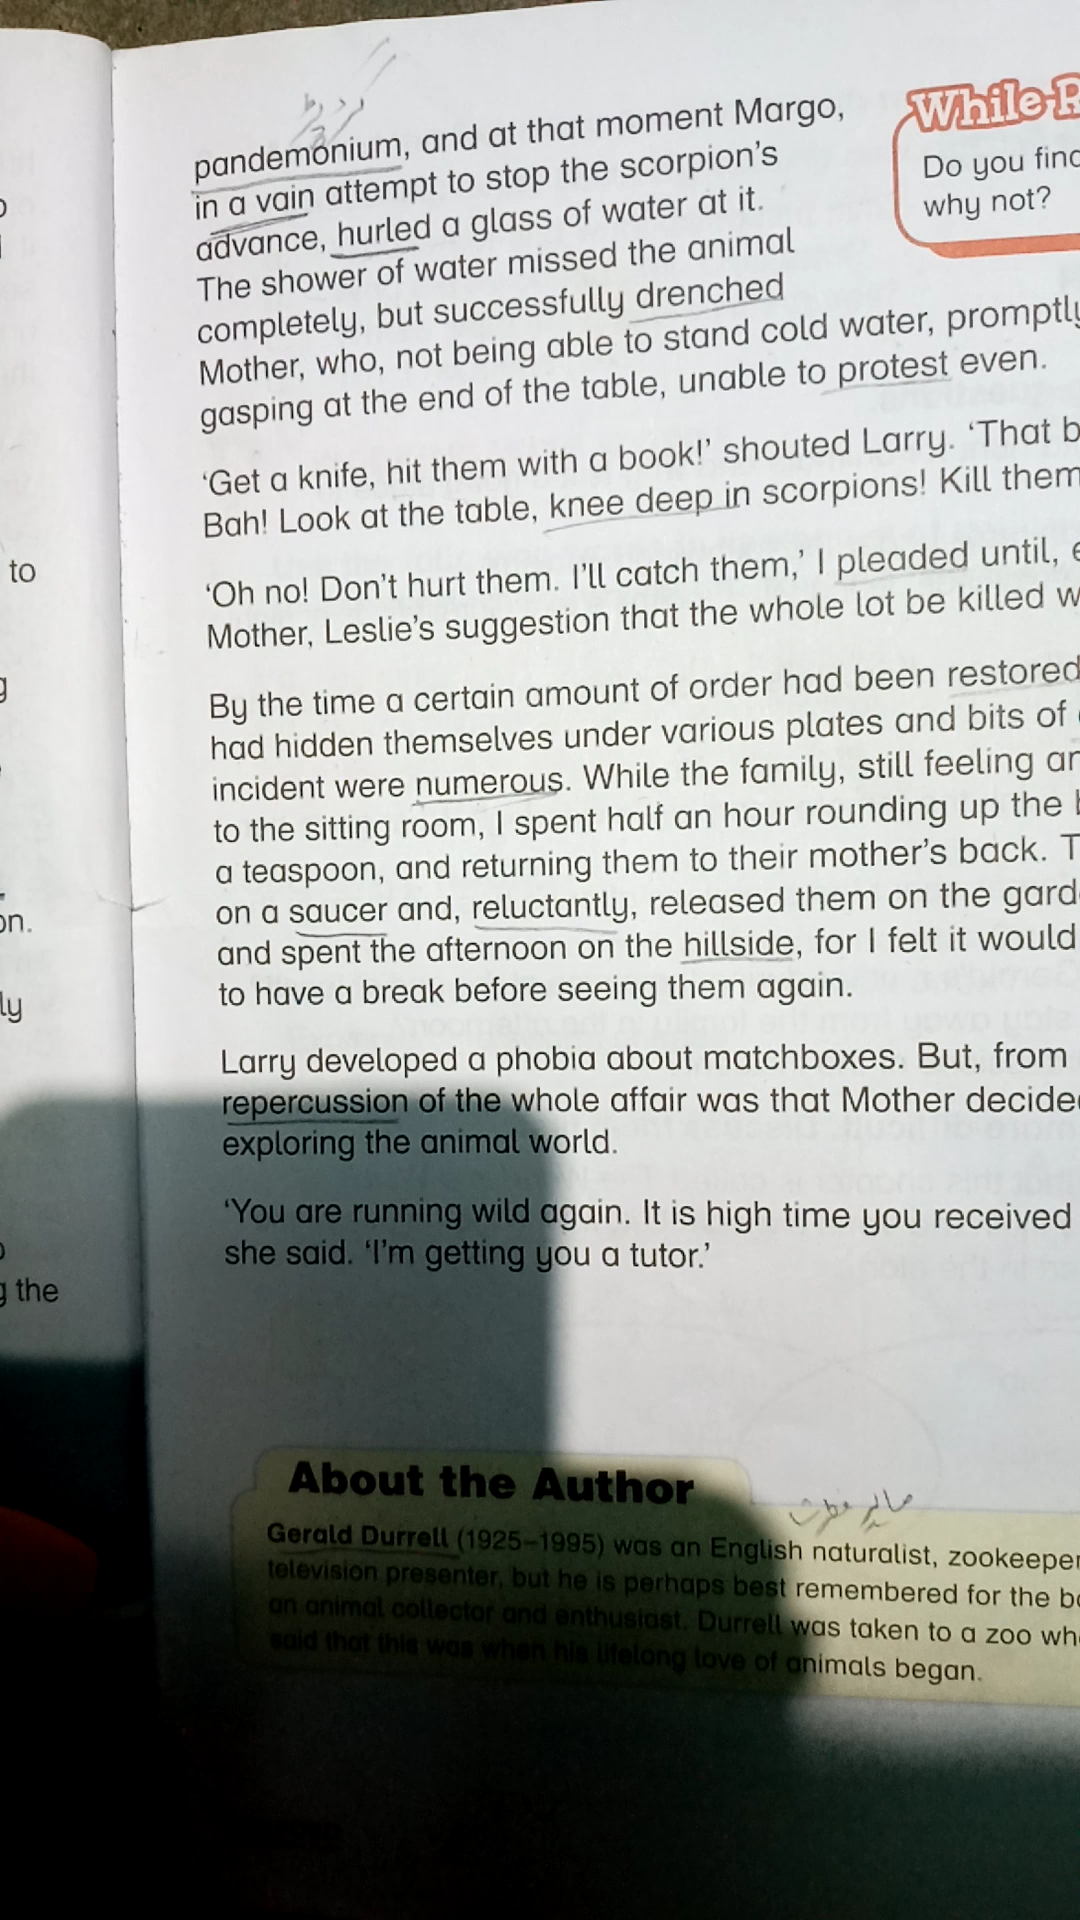 pandemonium, and at that moment Margo,
in a vain attempt to stop the scorpion's
advance, hurled a glass of water at it.
The shower of water missed the animal
completely, but successfully drenched
Mother, who, not being able to stand cold water, promptly
gasping at the end of the table, unable to protest even.
While-R
Do you find
why not?
'Get a knife, hit them with a book!' shouted Larry. 'That b
Bah! Look at the table, knee deep in scorpions! Kill them
'Oh no! Don't hurt them. I'll catch them,' I pleaded until, e
Mother, Leslie's suggestion that the whole lot be killed w
By the time a certain amount of order had been restored
had hidden themselves under various plates and bits of
incident were numerous. While the family, still feeling an
to the sitting room, I spent half an hour rounding up the b
a teaspoon, and returning them to their mother's back. T
on a saucer and, reluctantly, released them on the gard
and spent the afternoon on the hillside, for I felt it would
to have a break before seeing them again.
Larry developed a phobia about matchboxes. But, from
repercussion of the whole affair was that Mother decide
exploring the animal world.
'You are running wild again. It is high time you received
she said. 'I'm getting you a tutor.'
About the Author
Gerald Durrell (1925–1995) was an English naturalist, zookeeper
television presenter, but he is perhaps best remembered for the b
an animal collector and enthusiast. Durrell was taken to a zoo wh
said that this was when his lifelong love of animals began.
to
g
on.
ly
g the